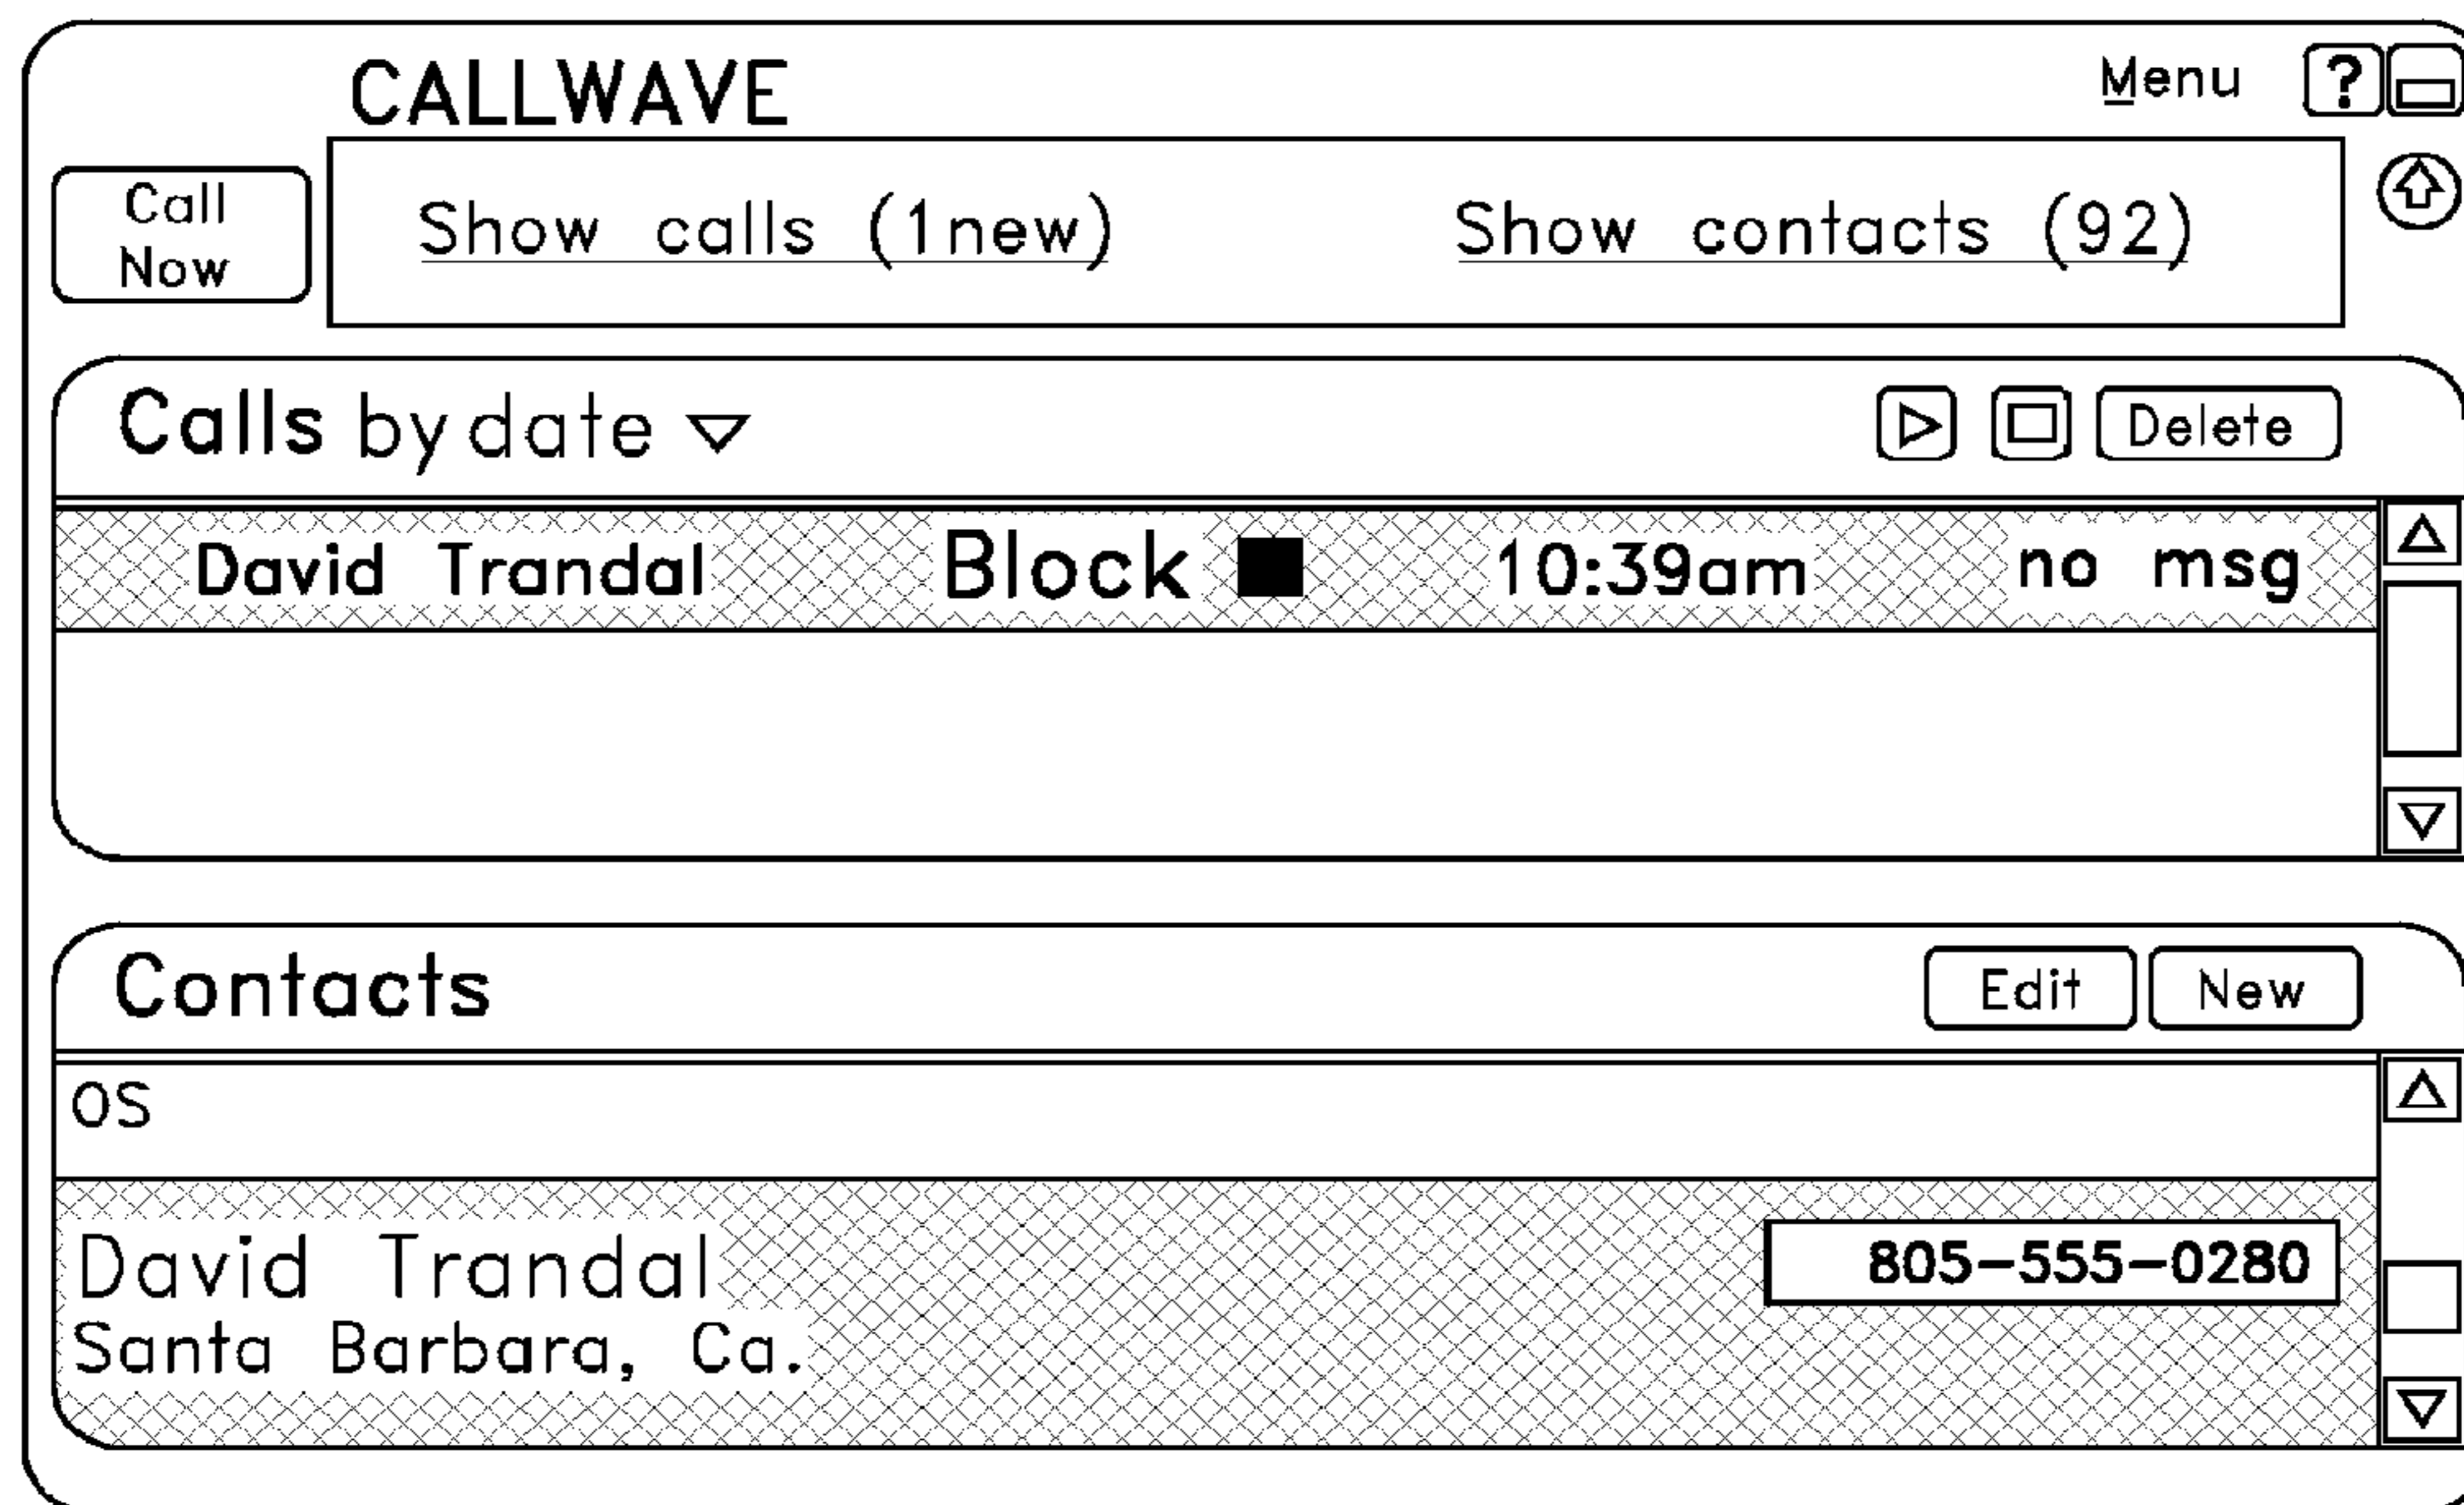 CALLWAVE Menu ?
Call
Now
Show calls (1new) Show contacts (92)
Calls by date Delete
David Trandal Block 10:39am no msg
Contacts Edit New
OS
David Trandal 805-555-0280
Santa Barbara, Ca.